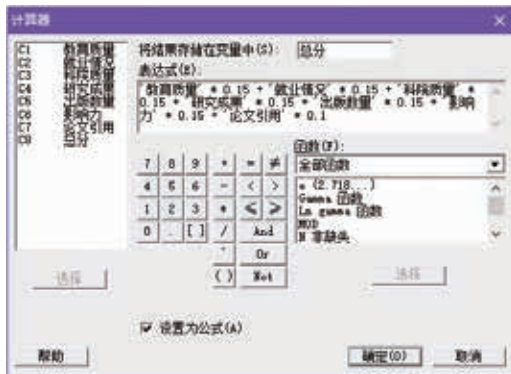 计算器
C1 教育质量
C2 就业情况
C3 科院质量
C4 研究成果
C5 出版数量
C6 影响力
C7 论文引用
C8 总分
将结果存储在变量中(S): 总分
表达式(E):
'教育质量' * 0.15 + '就业情况' * 0.15 + '科院质量' *
0.15 + '研究成果' * 0.15 + '出版数量' * 0.15 + '影响
力' * 0.15 + '论文引用' * 0.1
函数(F):
全部函数
7 8 9 + = ≠
e (2.718...)
4 5 6 - < >
Gamma 函数
1 2 3 * ≤ ≥
Ln gamma 函数
0 . [ ] / And
MOD
N 非缺失
Or
( ) Not
选择
选择
设置为公式(A)
帮助
确定(O)
取消